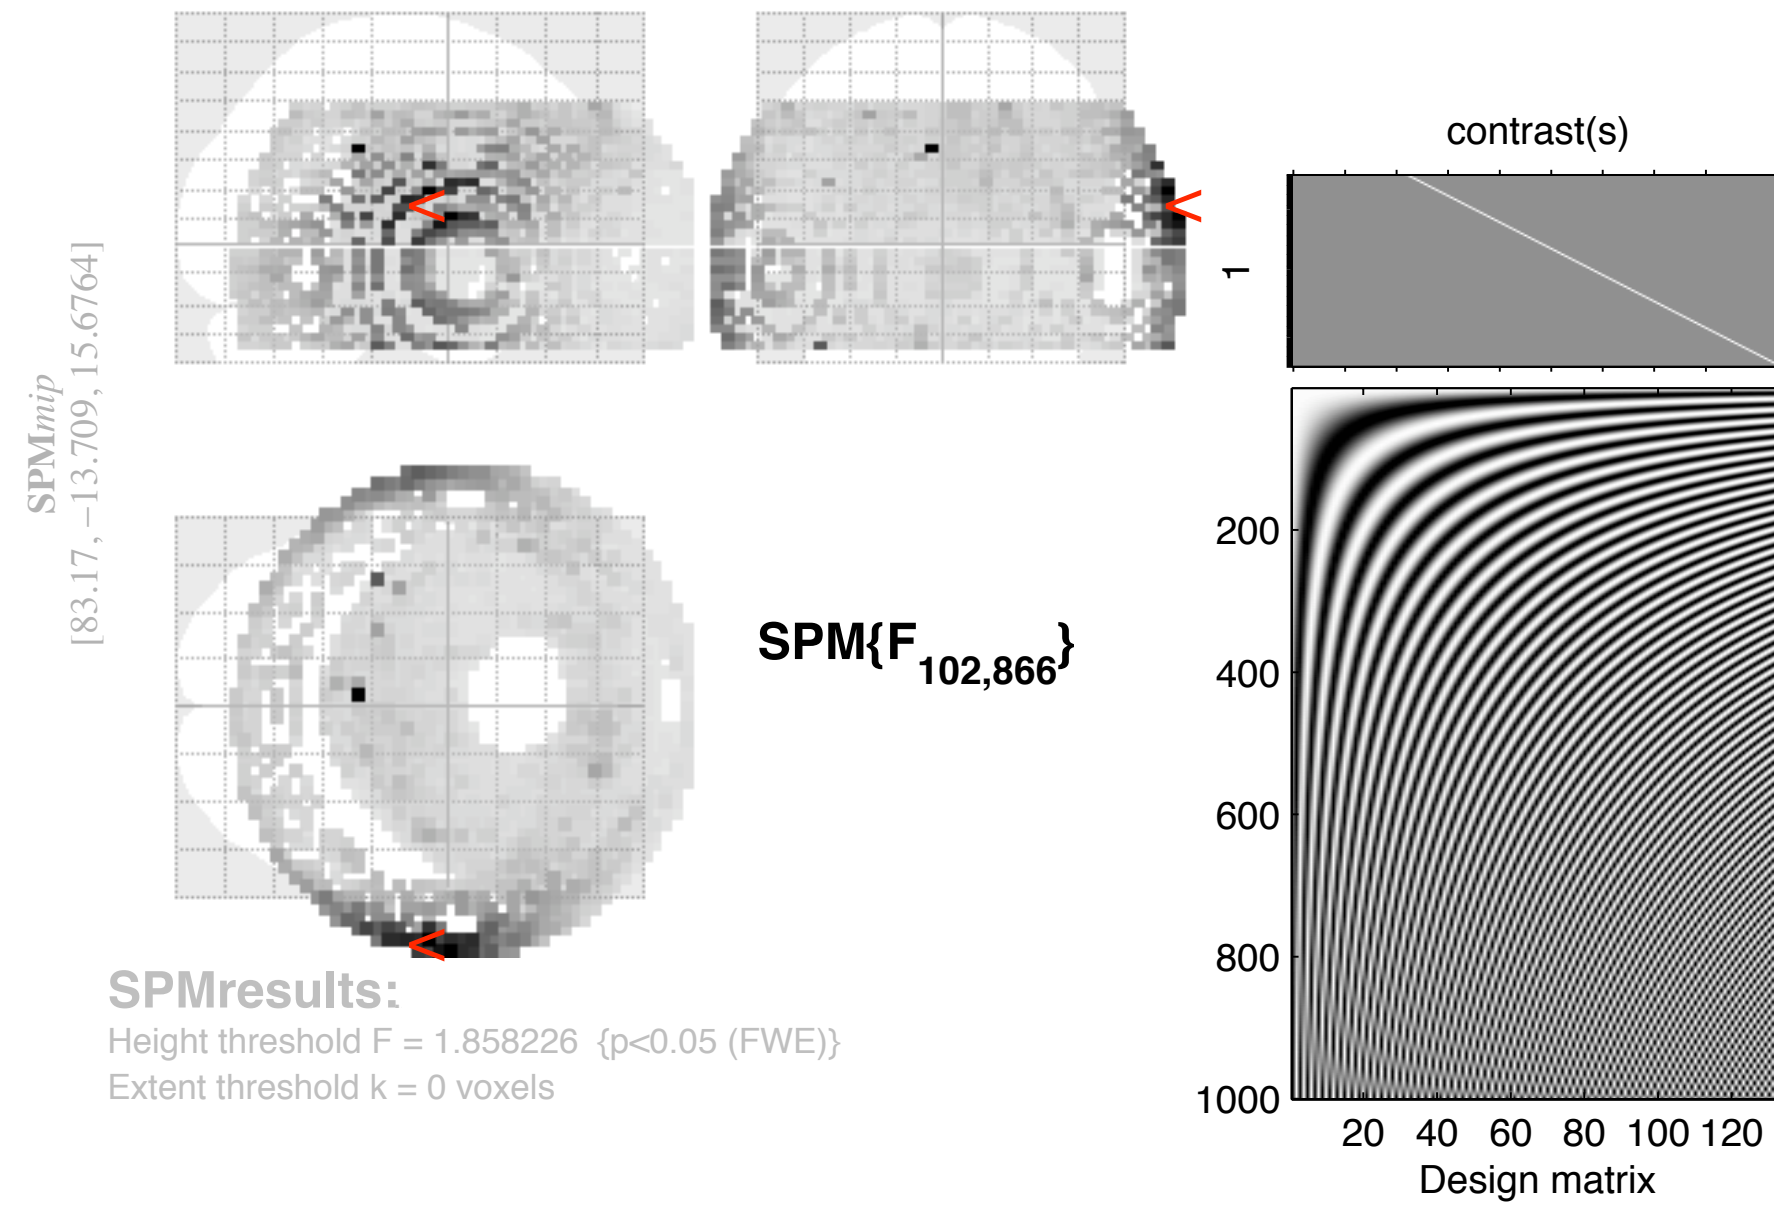 SPMmip
[83.17, −13.709, 15.6764]
<
<
<
SPM{F102,866}
SPMresults:
Height threshold F = 1.858226 {p<0.05 (FWE)}
Extent threshold k = 0 voxels
contrast(s)
1
200
400
600
800
1000
20 40 60 80 100 120
Design matrix